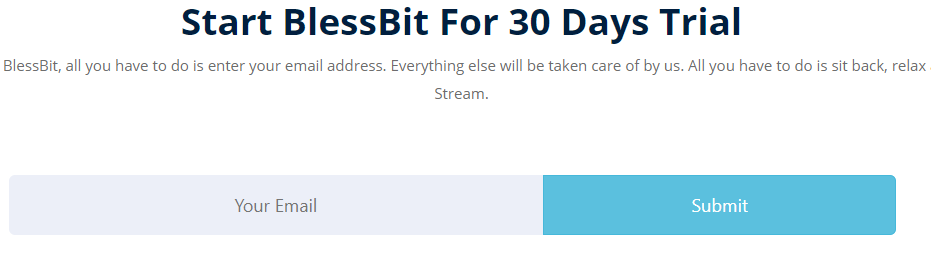 Start BlessBit For 30 Days Trial
BlessBit, all you have to do is enter your email address. Everything else will be taken care of by us. All you have to do is sit back, relax
Stream.
Your Email
Submit